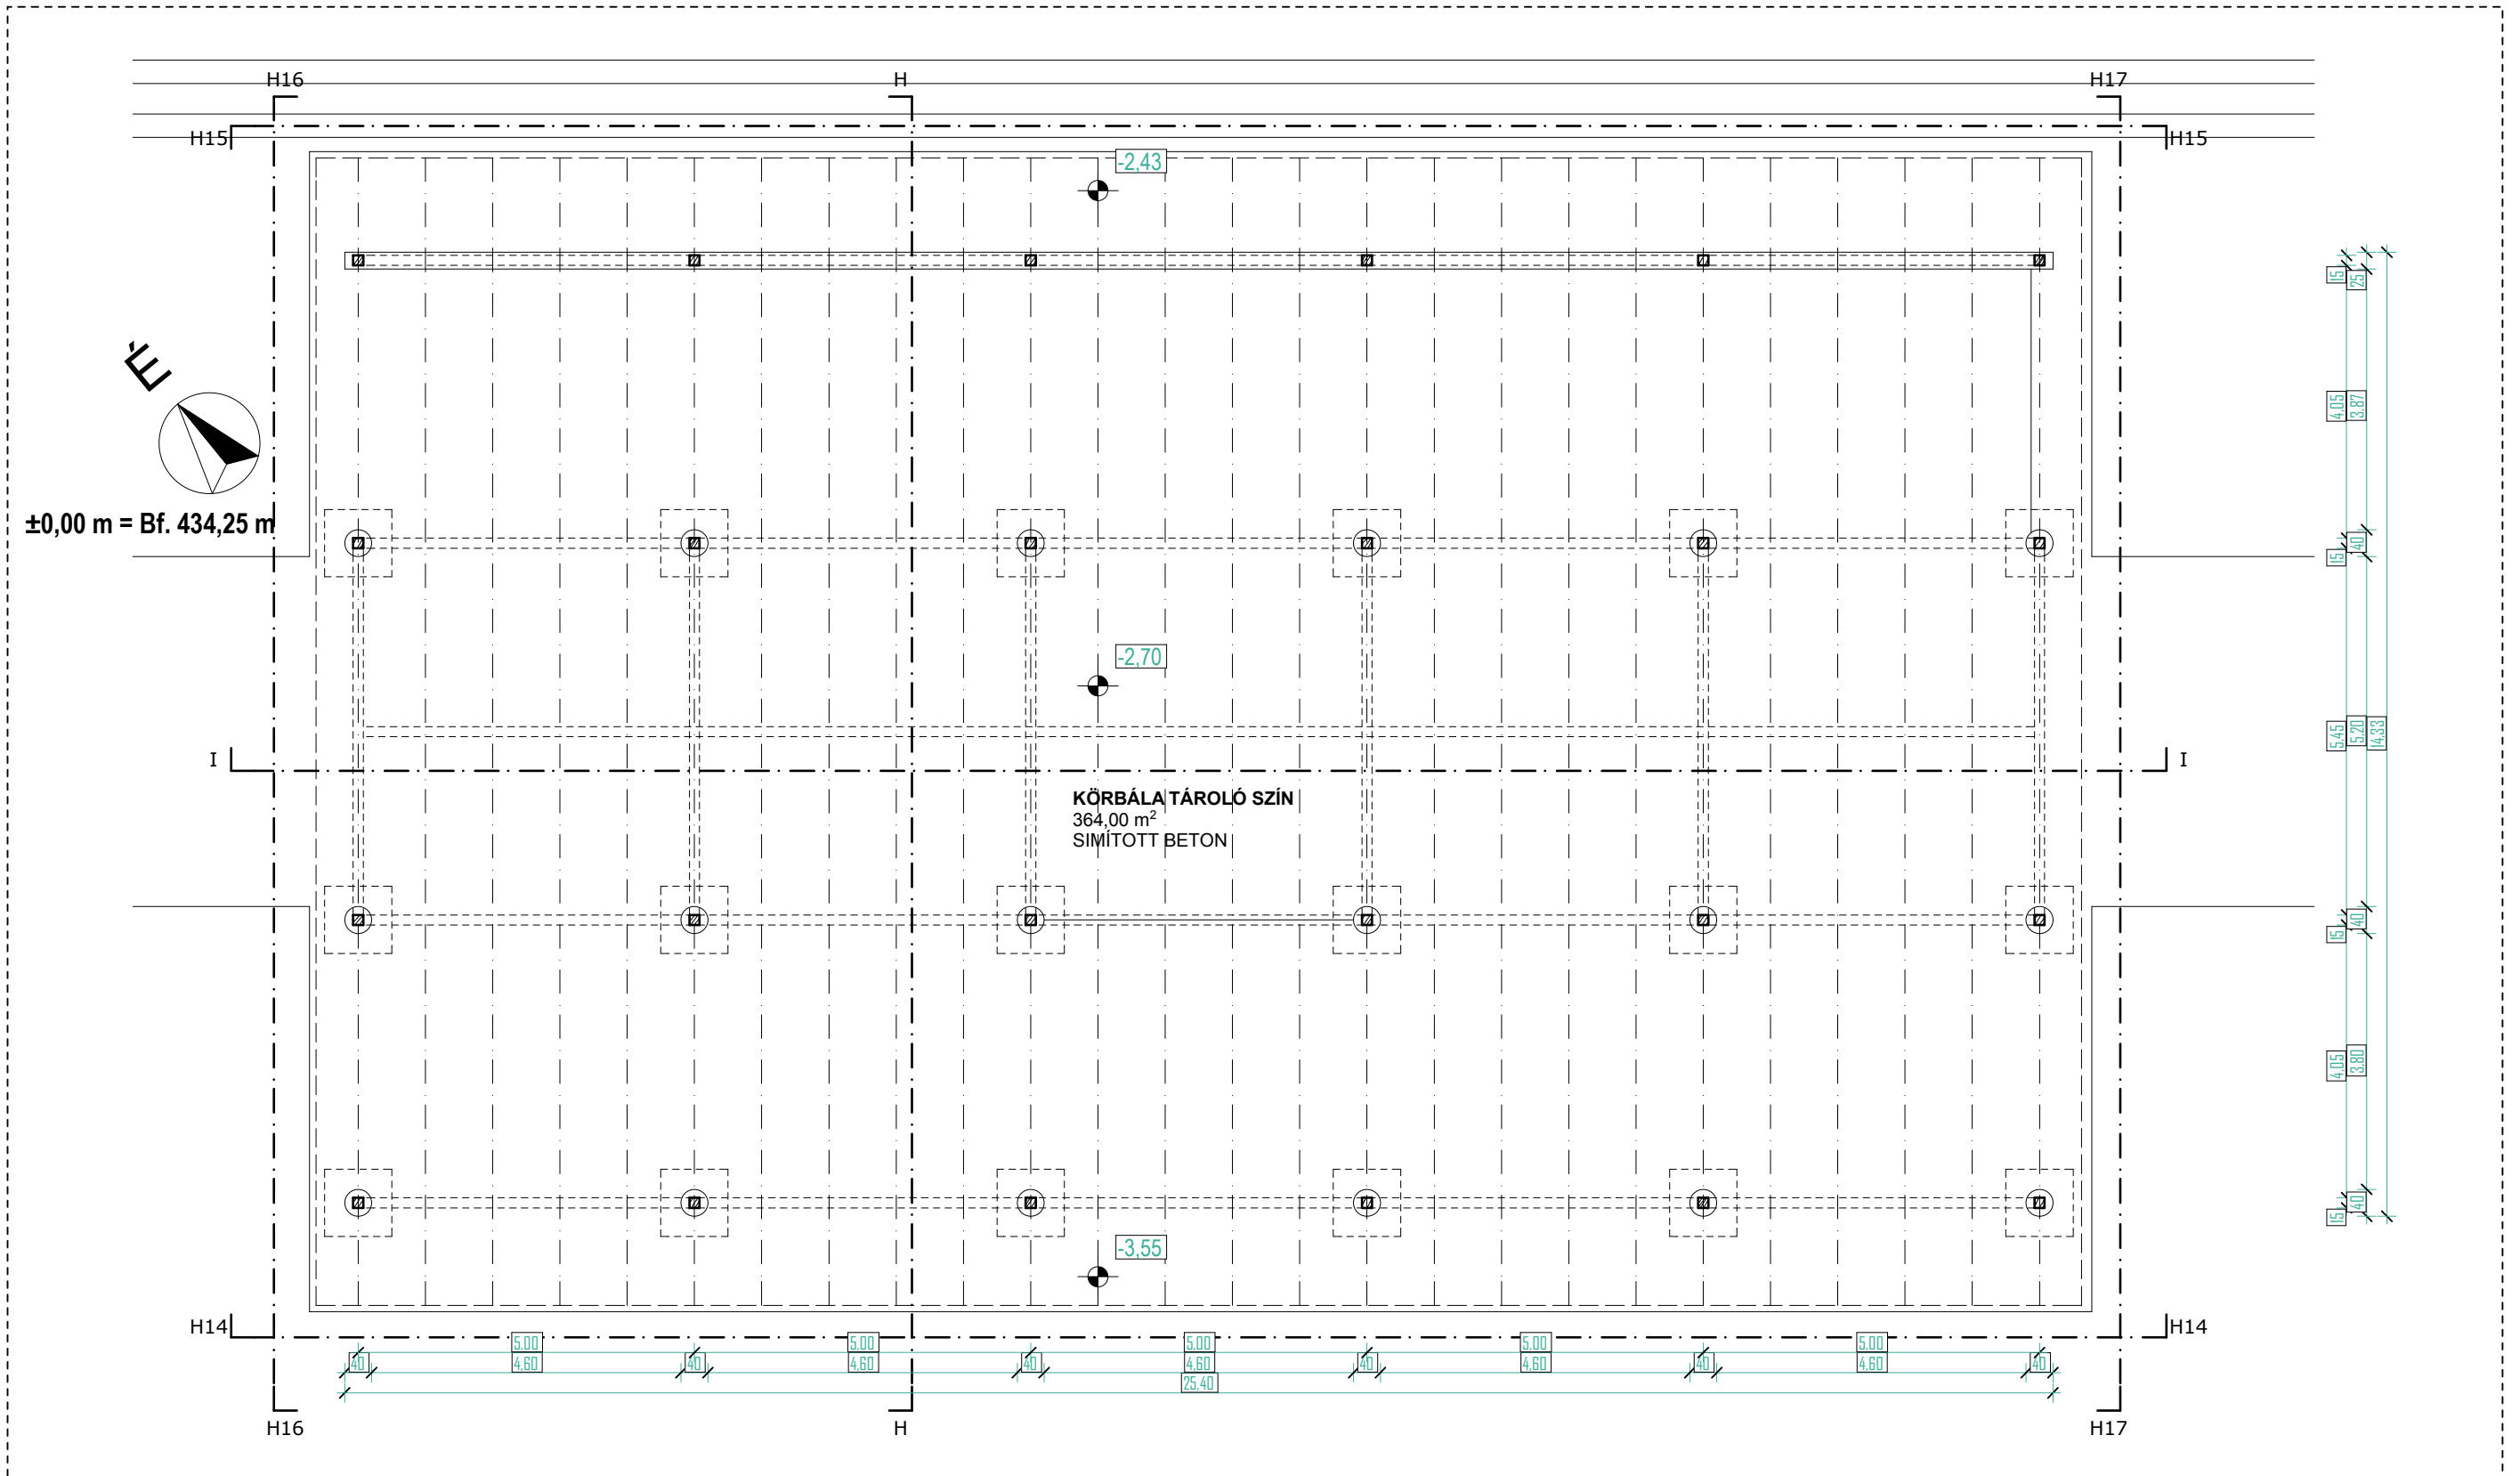 H16
H
H17
H15
H15
-2,43
15
25
É
4,05
3,87
±0,00 m = Bf. 434,25 m
40
15
-2,70
5,45
5,20
14,33
I
I
KÖRBÁLA TÁROLÓ SZÍN
364,00 m²
SIMÍTOTT BETON
40
15
4,05
3,80
40
15
-3,55
H14
H14
5,00
5,00
5,00
5,00
5,00
40
4,60
40
4,60
40
4,60
40
4,60
40
4,60
40
25,40
H16
H
H17